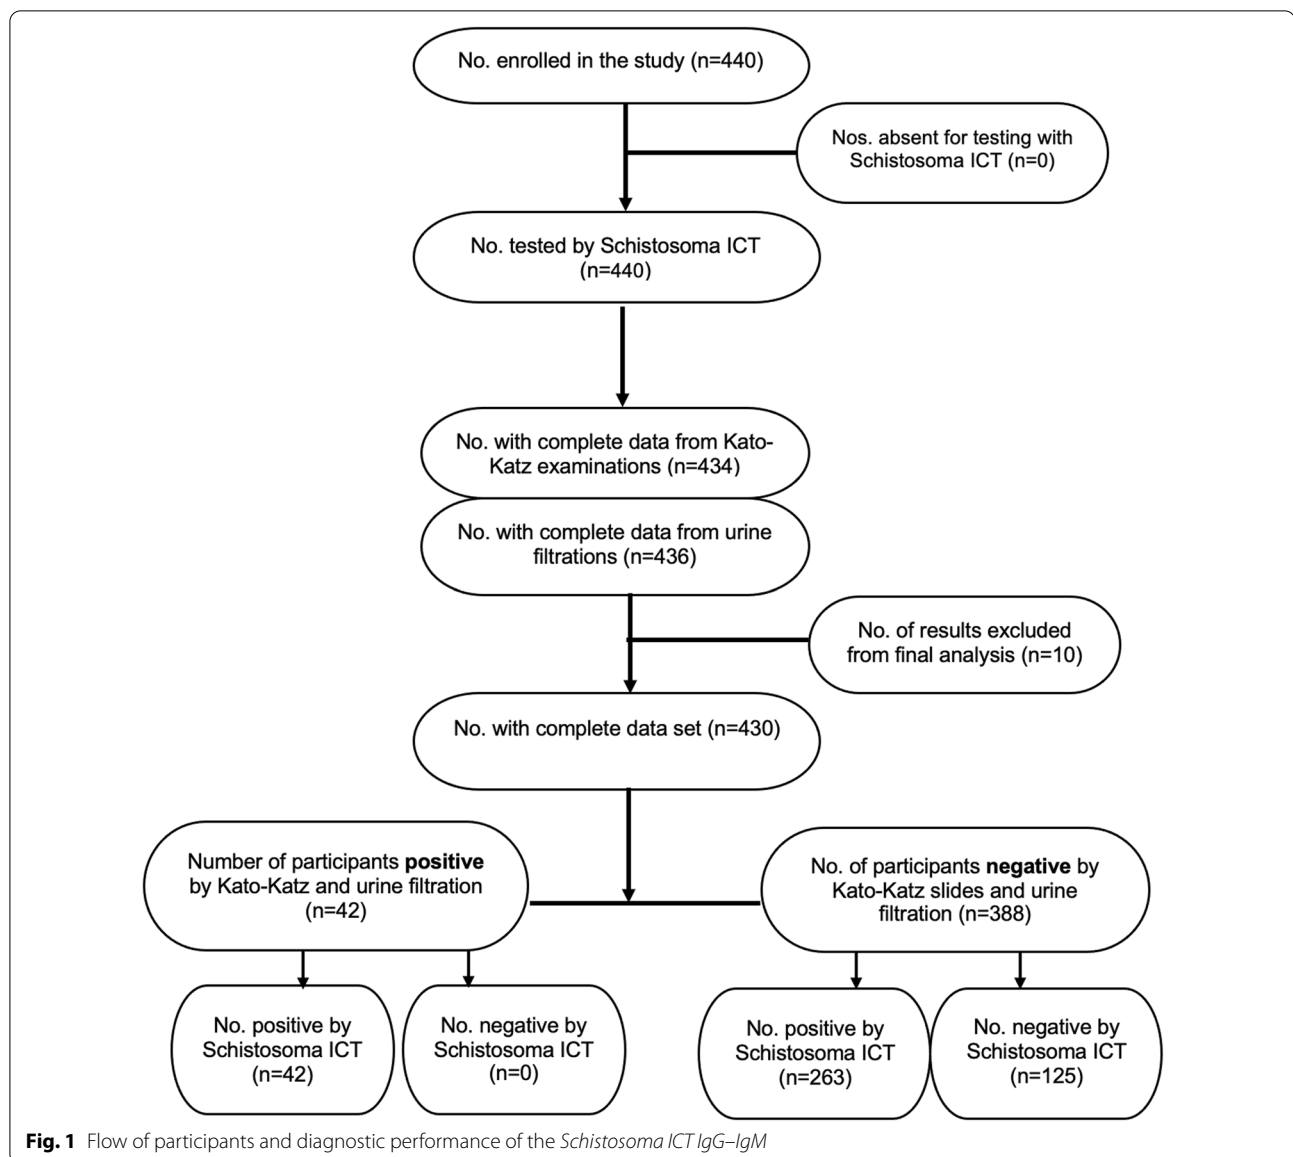 No. enrolled in the study (n=440)
Nos. absent for testing with
Schistosoma ICT (n=0)
No. tested by Schistosoma ICT
(n=440)
No. with complete data from Kato-
Katz examinations (n=434)
No. with complete data from urine
filtrations (n=436)
No. of results excluded
from final analysis (n=10)
No. with complete data set (n=430)
Number of participants positive
by Kato-Katz and urine filtration
(n=42)
No. of participants negative by
Kato-Katz slides and urine
filtration (n=388)
No. positive by
Schistosoma ICT
(n=42)
No. negative by
Schistosoma ICT
(n=0)
No. positive by
Schistosoma ICT
(n=263)
No. negative by
Schistosoma ICT
(n=125)
Fig. 1 Flow of participants and diagnostic performance of the Schistosoma ICT IgG–IgM